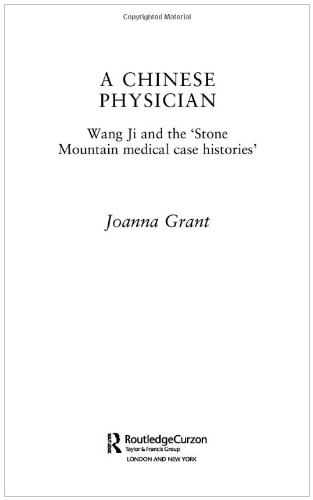 Copyrighted Material
A CHINESE
PHYSICIAN
Wang Ji and the ‘Stone
Mountain medical case histories’
Joanna Grant
RoutledgeCurzon
Taylor & Francis Group
LONDON AND NEW YORK